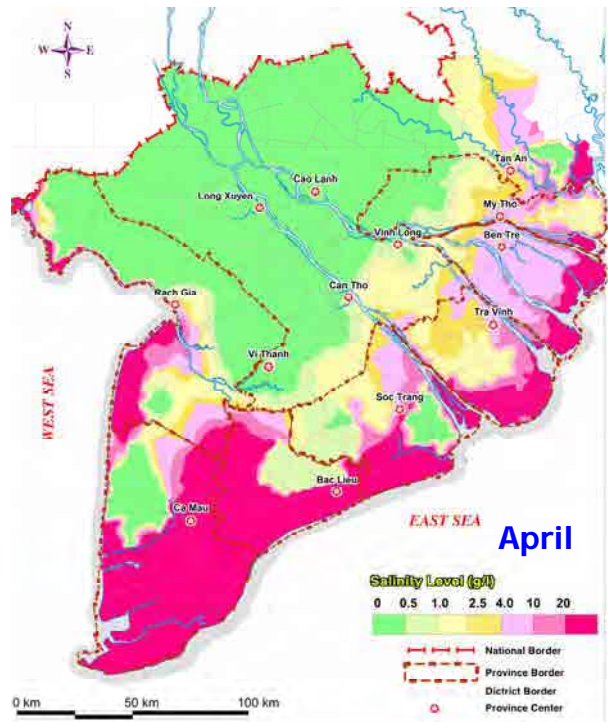 N
W E
S
Tan An
Cao Lanh
Long Xuyen
My Tho
Ben Tre
Vinh Long
Can Tho
Rach Gia
Tra Vinh
Vi Thanh
WEST SEA
Soc Trang
Bac Lieu
Ca Mau
EAST SEA
April
Salinity Level (g/l)
0 0.5 1.0 2.5 4.0 10 20
National Border
Province Border
Dictrict Border
Province Center
0 km 50 km 100 km